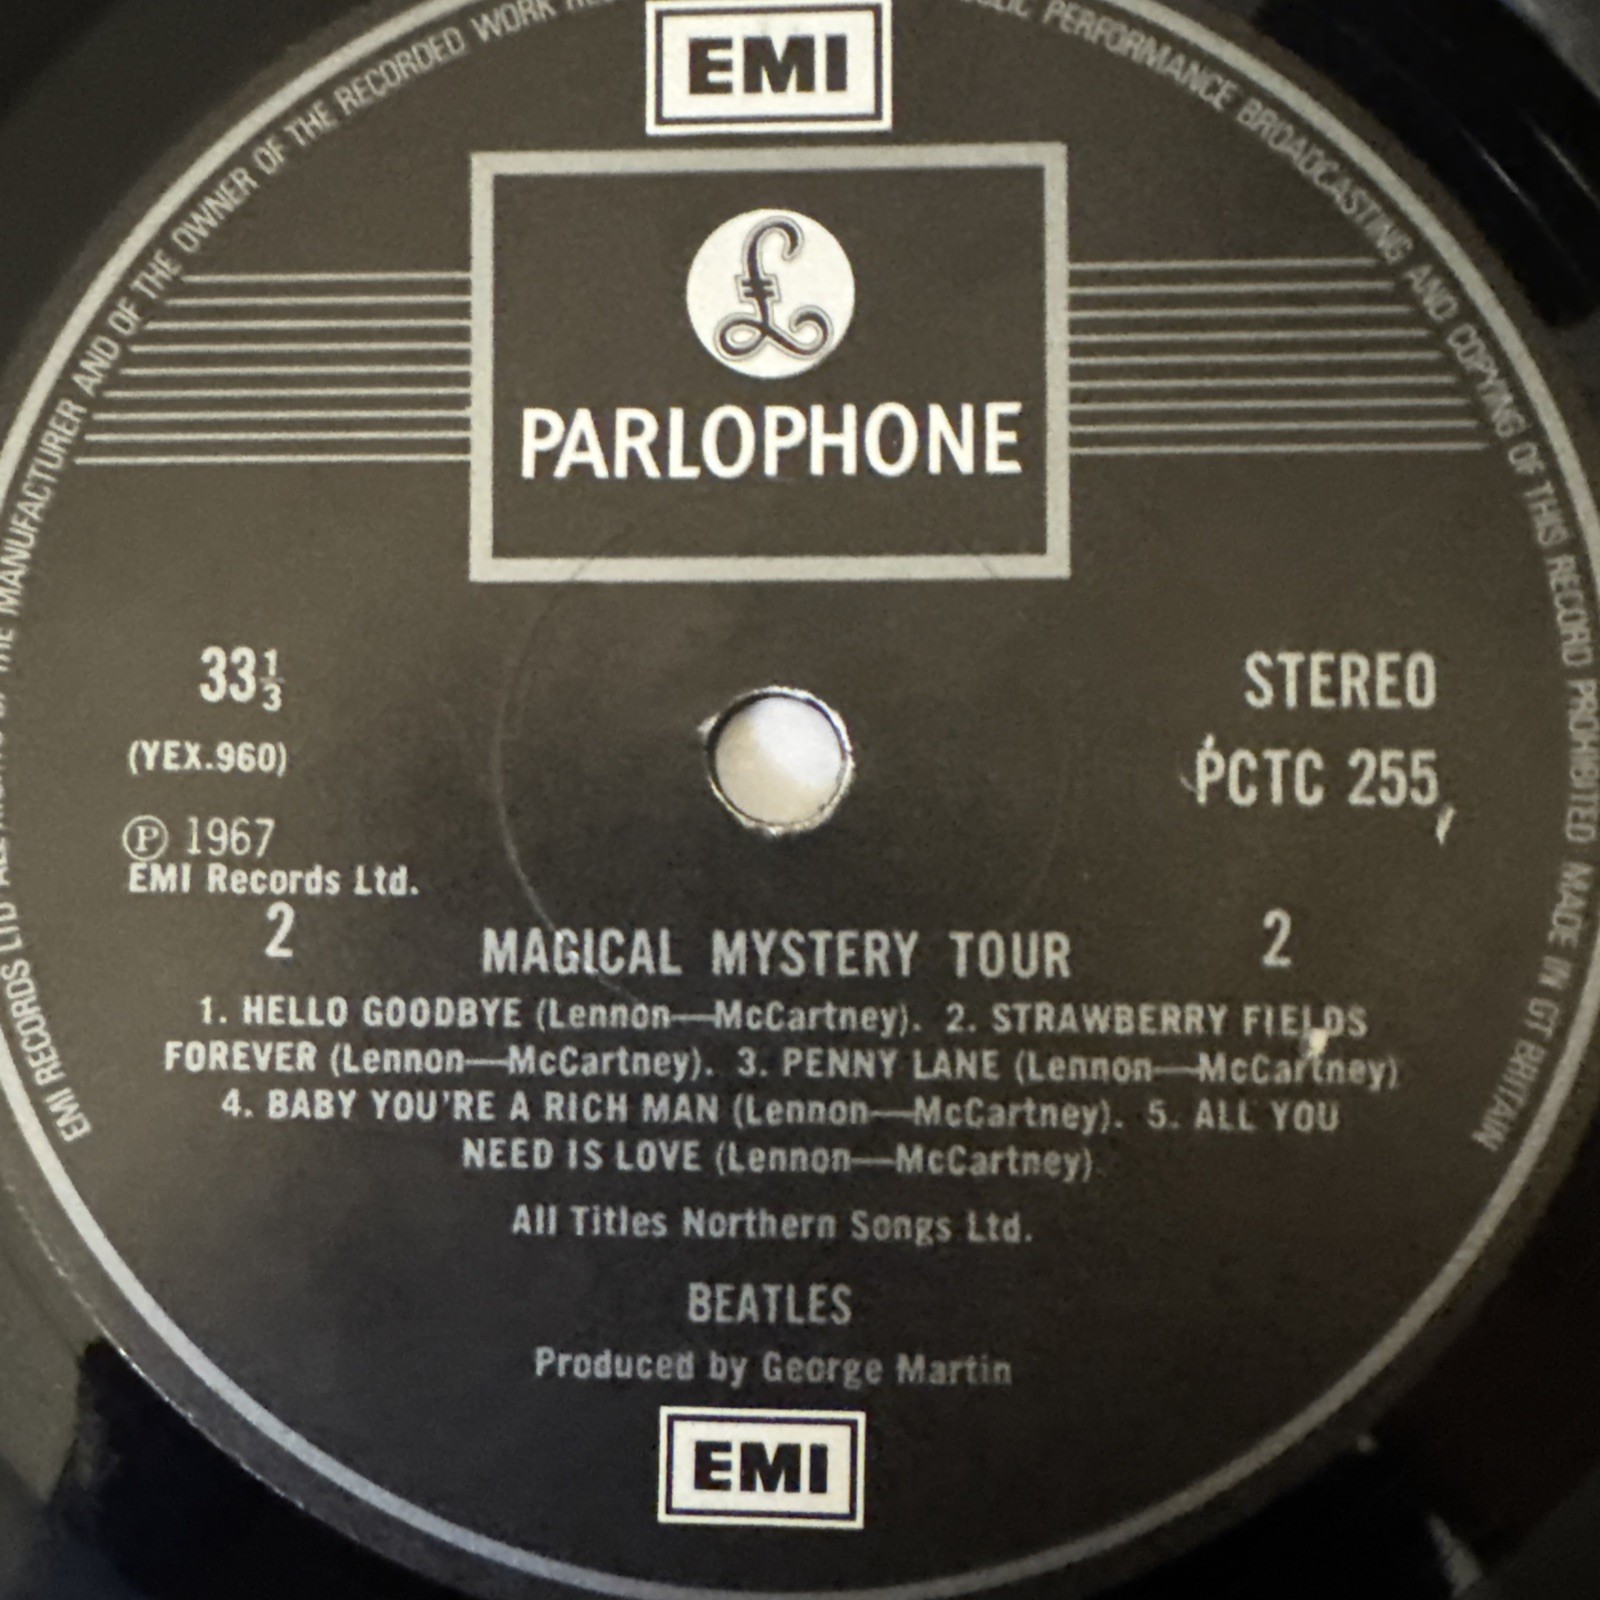 EMI
PARLOPHONE
33⅓
STEREO
(YEX.960)
PCTC 255
Ⓟ 1967
EMI Records Ltd.
2
2
MAGICAL MYSTERY TOUR
1. HELLO GOODBYE (Lennon—McCartney). 2. STRAWBERRY FIELDS
FOREVER (Lennon—McCartney). 3. PENNY LANE (Lennon—McCartney)
4. BABY YOU'RE A RICH MAN (Lennon—McCartney). 5. ALL YOU
NEED IS LOVE (Lennon—McCartney)
All Titles Northern Songs Ltd.
BEATLES
Produced by George Martin
EMI
EMI RECORDS LTD THE MANUFACTURER AND OF THE OWNER OF THE RECORDED WORK PERFORMANCE BROADCASTING AND COPYING OF THIS RECORD PROHIBITED MADE IN GT BRITAIN